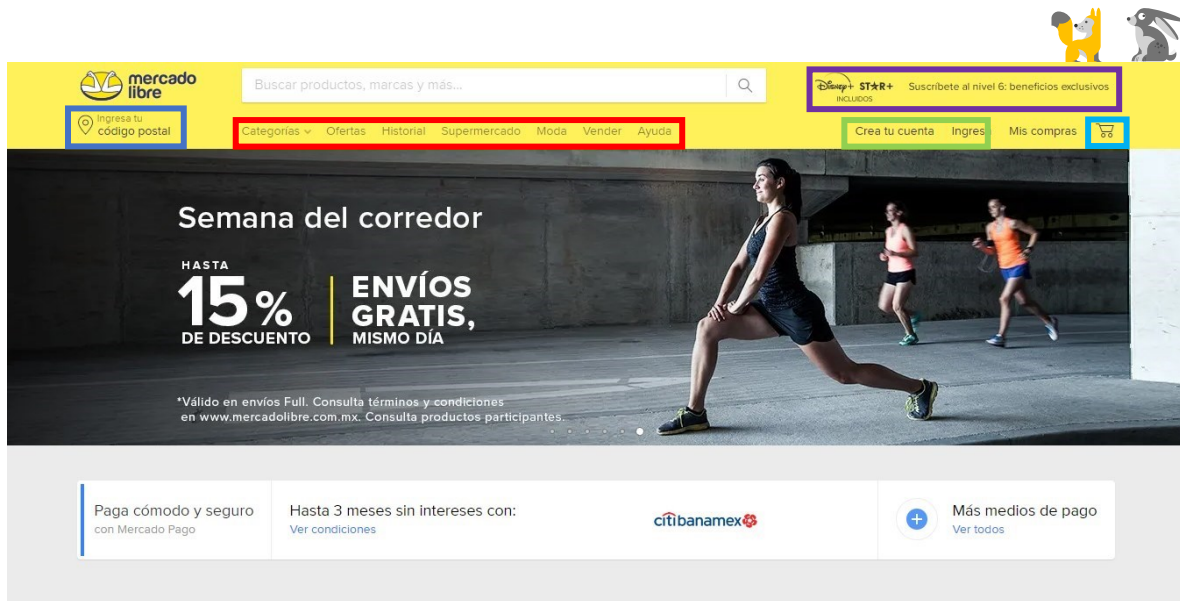 mercado
libre
Buscar productos, marcas y más...
Disney+ ST★R+ Suscríbete al nivel 6: beneficios exclusivos
INCLUIDOS
Ingresa tu
código postal
Categorías Ofertas Historial Supermercado Moda Vender Ayuda
Crea tu cuenta Ingres Mis compras
Semana del corredor
HASTA
15%
DE DESCUENTO
ENVÍOS
GRATIS,
MISMO DÍA
*Válido en envíos Full. Consulta términos y condiciones
en www.mercadolibre.com.mx. Consulta productos participantes.
Paga cómodo y seguro
con Mercado Pago
Hasta 3 meses sin intereses con:
Ver condiciones
citibanamex
Más medios de pago
Ver todos